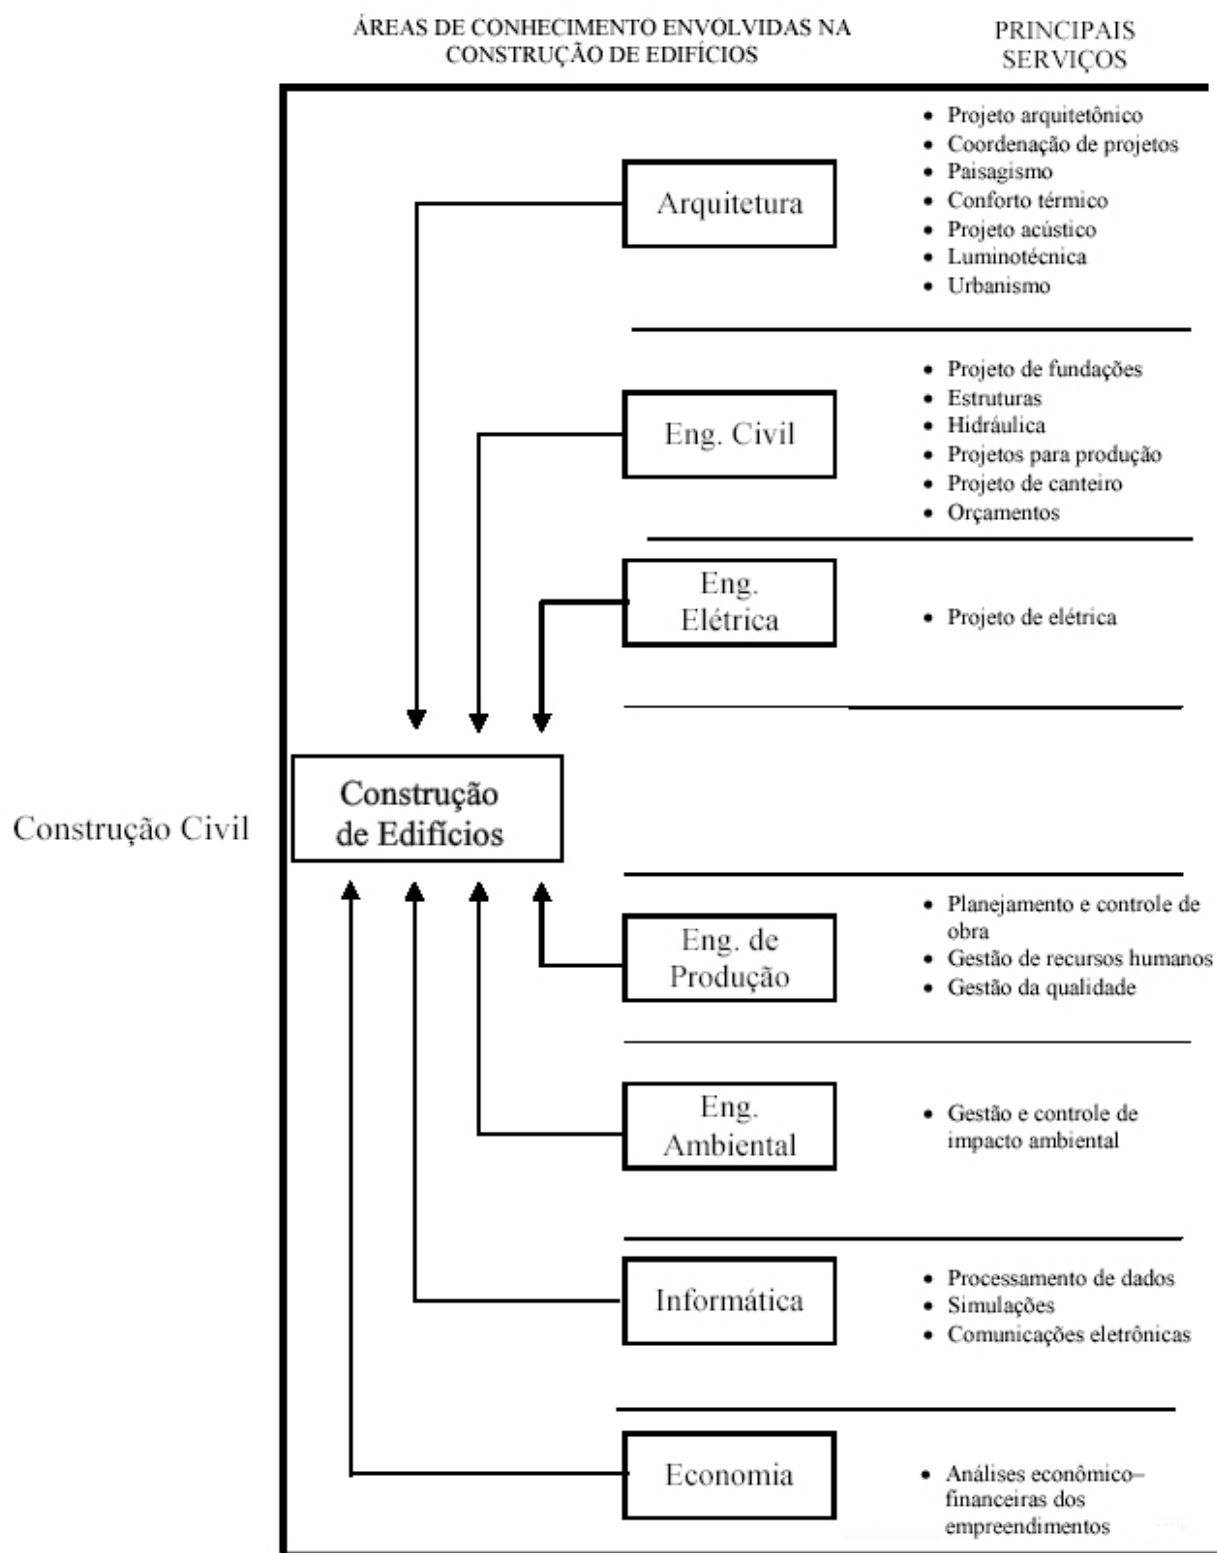 ÁREAS DE CONHECIMENTO ENVOLVIDAS NA
CONSTRUÇÃO DE EDIFÍCIOS
PRINCIPAIS
SERVIÇOS
Arquitetura
• Projeto arquitetônico
• Coordenação de projetos
• Paisagismo
• Conforto térmico
• Projeto acústico
• Luminotécnica
• Urbanismo
Eng. Civil
• Projeto de fundações
• Estruturas
• Hidráulica
• Projetos para produção
• Projeto de canteiro
• Orçamentos
Eng.
Elétrica
• Projeto de elétrica
Construção Civil
Construção
de Edifícios
Eng. de
Produção
• Planejamento e controle de
obra
• Gestão de recursos humanos
• Gestão da qualidade
Eng.
Ambiental
• Gestão e controle de
impacto ambiental
Informática
• Processamento de dados
• Simulações
• Comunicações eletrônicas
Economia
• Análises econômico–
financeiras dos
empreendimentos